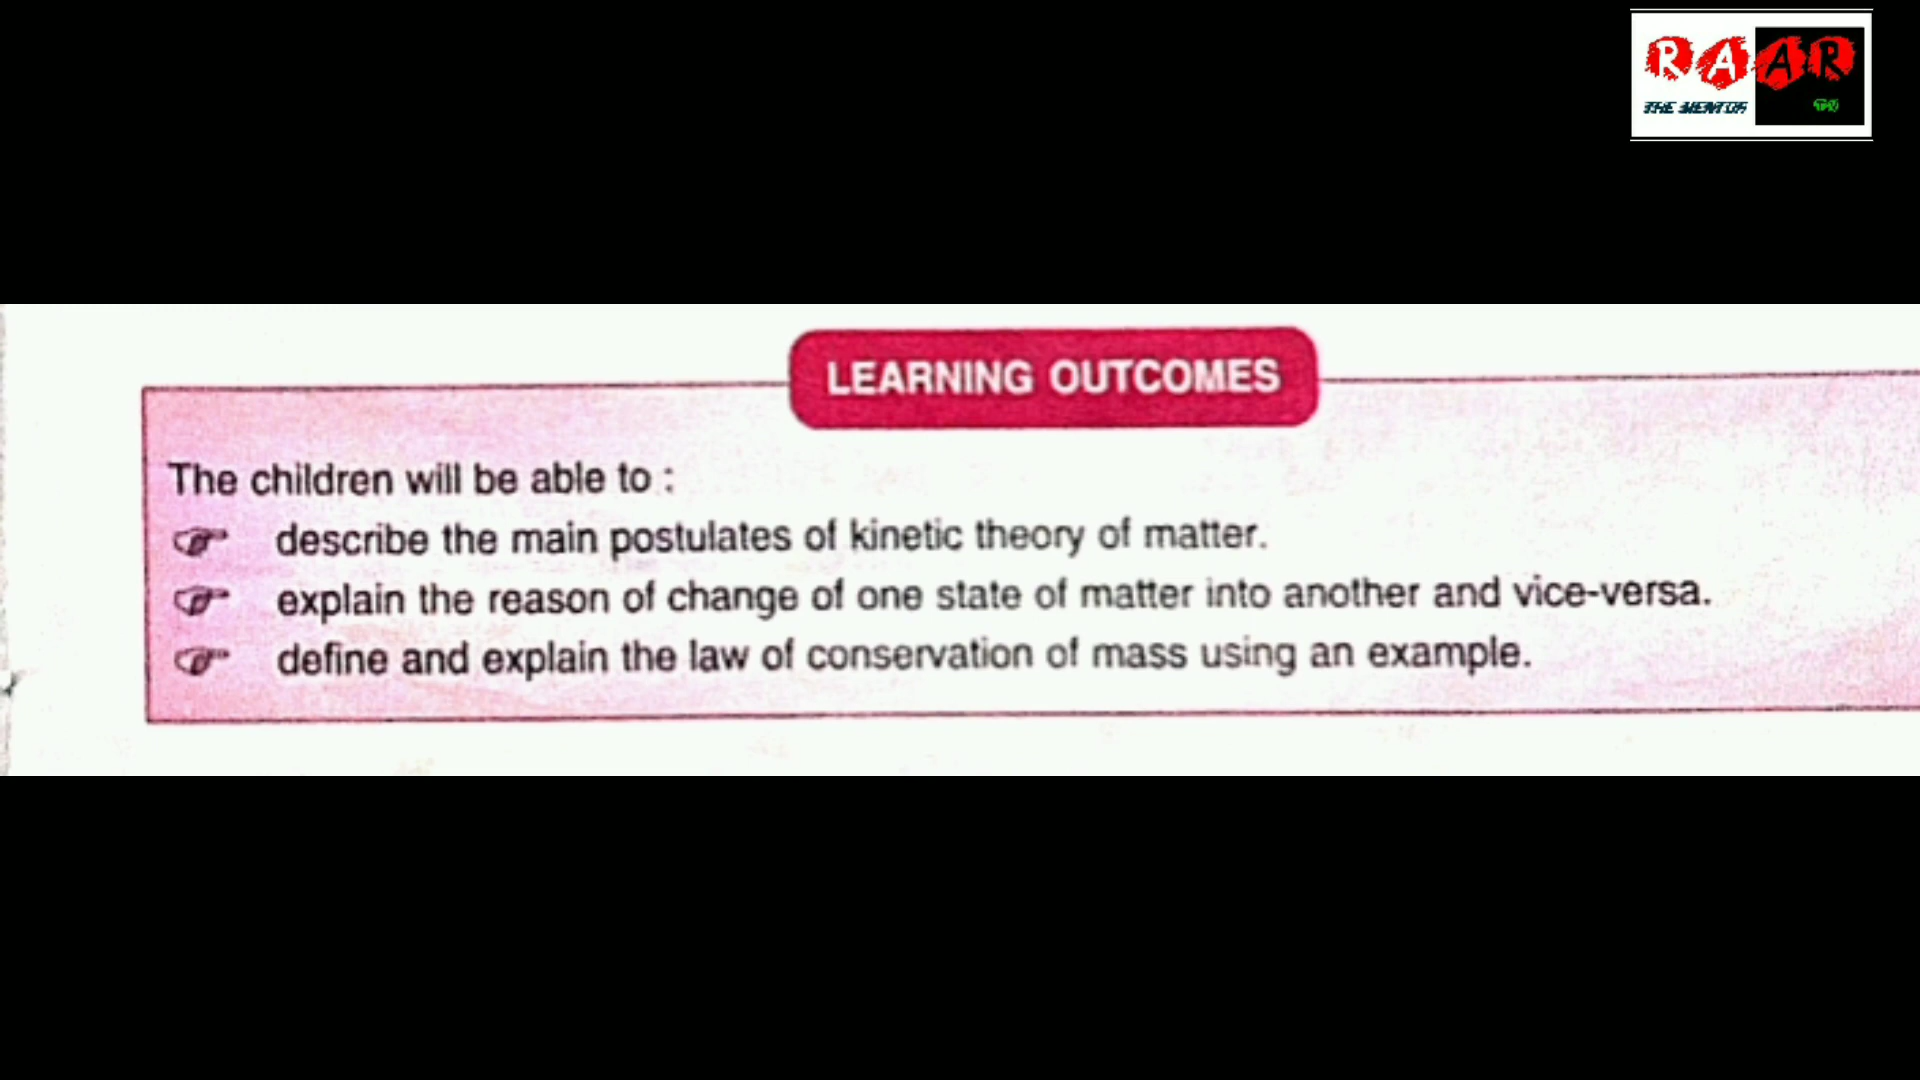 RAAR
THE MENTOR
LEARNING OUTCOMES
The children will be able to :
describe the main postulates of kinetic theory of matter.
explain the reason of change of one state of matter into another and vice-versa.
define and explain the law of conservation of mass using an example.